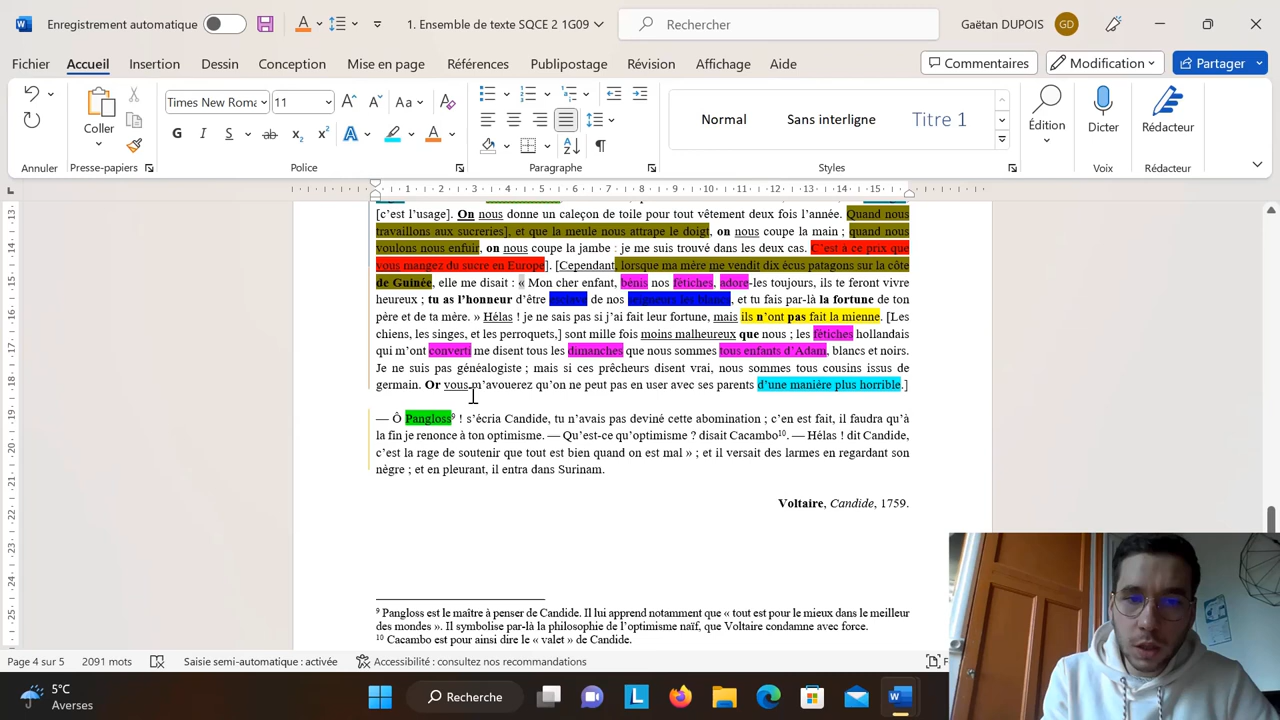 Enregistrement automatique
1. Ensemble de texte SQCE 2 1G09
Rechercher
Gaëtan DUPOIS
GD
Fichier Accueil Insertion Dessin Conception Mise en page Références Publipostage Révision Affichage Aide
Commentaires
Modification
Partager
Coller
Times New Roma
11
Normal
Sans interligne
Titre 1
Édition
Dicter
Rédacteur
Annuler
Presse-papiers
Police
Paragraphe
Styles
Voix
Rédacteur
[c'est l'usage]. On nous donne un caleçon de toile pour tout vêtement deux fois l'année. Quand nous
travaillons aux sucreries], et que la meule nous attrape le doigt, on nous coupe la main ; quand nous
voulons nous enfuir, on nous coupe la jambe : je me suis trouvé dans les deux cas. C'est à ce prix que
vous mangez du sucre en Europe]. [Cependant, lorsque ma mère me vendit dix écus patagons sur la côte
de Guinée, elle me disait : « Mon cher enfant, bénis nos fétiches, adore-les toujours, ils te feront vivre
heureux ; tu as l'honneur d'être esclave de nos seigneurs les blancs, et tu fais par-là la fortune de ton
père et de ta mère. » Hélas ! je ne sais pas si j'ai fait leur fortune, mais ils n'ont pas fait la mienne. [Les
chiens, les singes, et les perroquets,] sont mille fois moins malheureux que nous ; les fétiches hollandais
qui m'ont converti me disent tous les dimanches que nous sommes tous enfants d'Adam, blancs et noirs.
Je ne suis pas généalogiste ; mais si ces prêcheurs disent vrai, nous sommes tous cousins issus de
germain. Or vous m'avouerez qu'on ne peut pas en user avec ses parents d'une manière plus horrible.]
— Ô Pangloss⁹ ! s'écria Candide, tu n'avais pas deviné cette abomination ; c'en est fait, il faudra qu'à
la fin je renonce à ton optimisme. — Qu'est-ce qu'optimisme ? disait Cacambo¹⁰. — Hélas ! dit Candide,
c'est la rage de soutenir que tout est bien quand on est mal » ; et il versait des larmes en regardant son
nègre ; et en pleurant, il entra dans Surinam.
Voltaire, Candide, 1759.
⁹ Pangloss est le maître à penser de Candide. Il lui apprend notamment que « tout est pour le mieux dans le meilleur
des mondes ». Il symbolise par-là la philosophie de l'optimisme naïf, que Voltaire condamne avec force.
¹⁰ Cacambo est pour ainsi dire le « valet » de Candide.
Page 4 sur 5
2091 mots
Saisie semi-automatique : activée
Accessibilité : consultez nos recommandations
5°C
Averses
Recherche